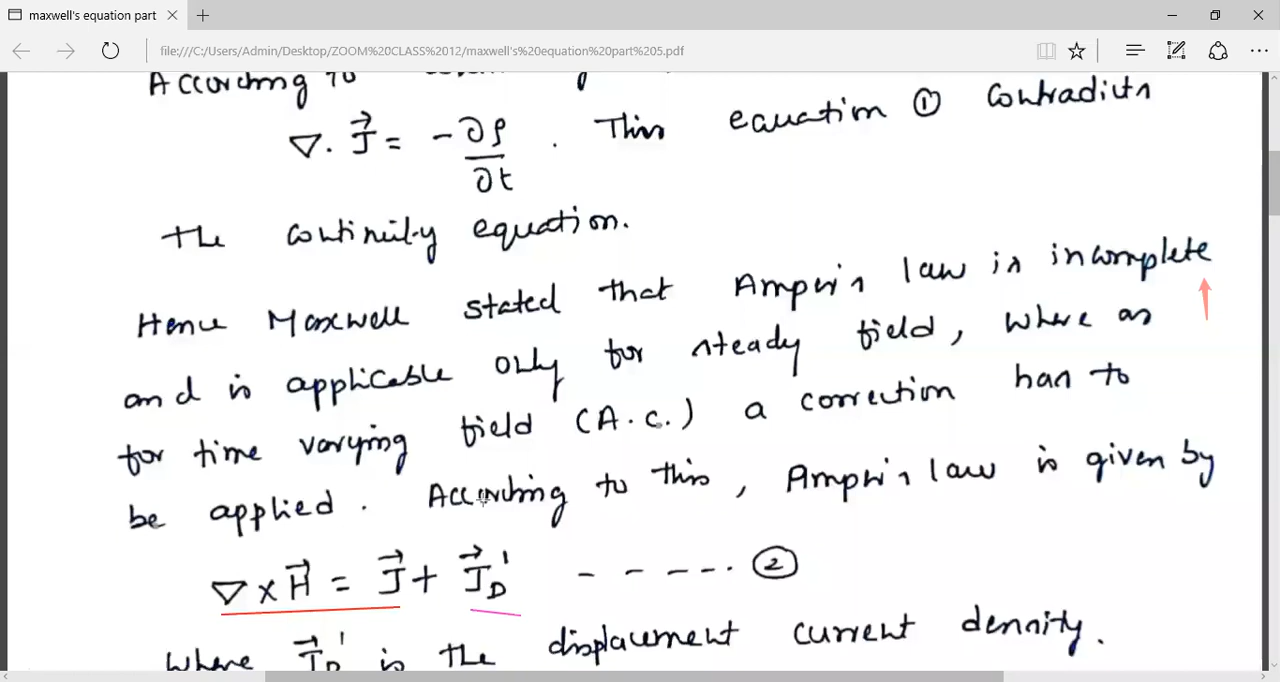 maxwell's equation part
file:///C:/Users/Admin/Desktop/ZOOM%20CLASS%2012/maxwell's%20equation%20part%205.pdf
According to
∇. J⃗ = -∂ρ/∂t . This equation ① contradicts
the continuity equation.
Hence Maxwell stated that Amper's law is incomplete
and is applicable only for steady field, where as
for time varying field (A.C.) a correction has to
be applied. According to this, Amper's law is given by
∇ × H⃗ = J⃗ + J⃗D' - - - - - . ②
Where J⃗D' is the displacement current density.